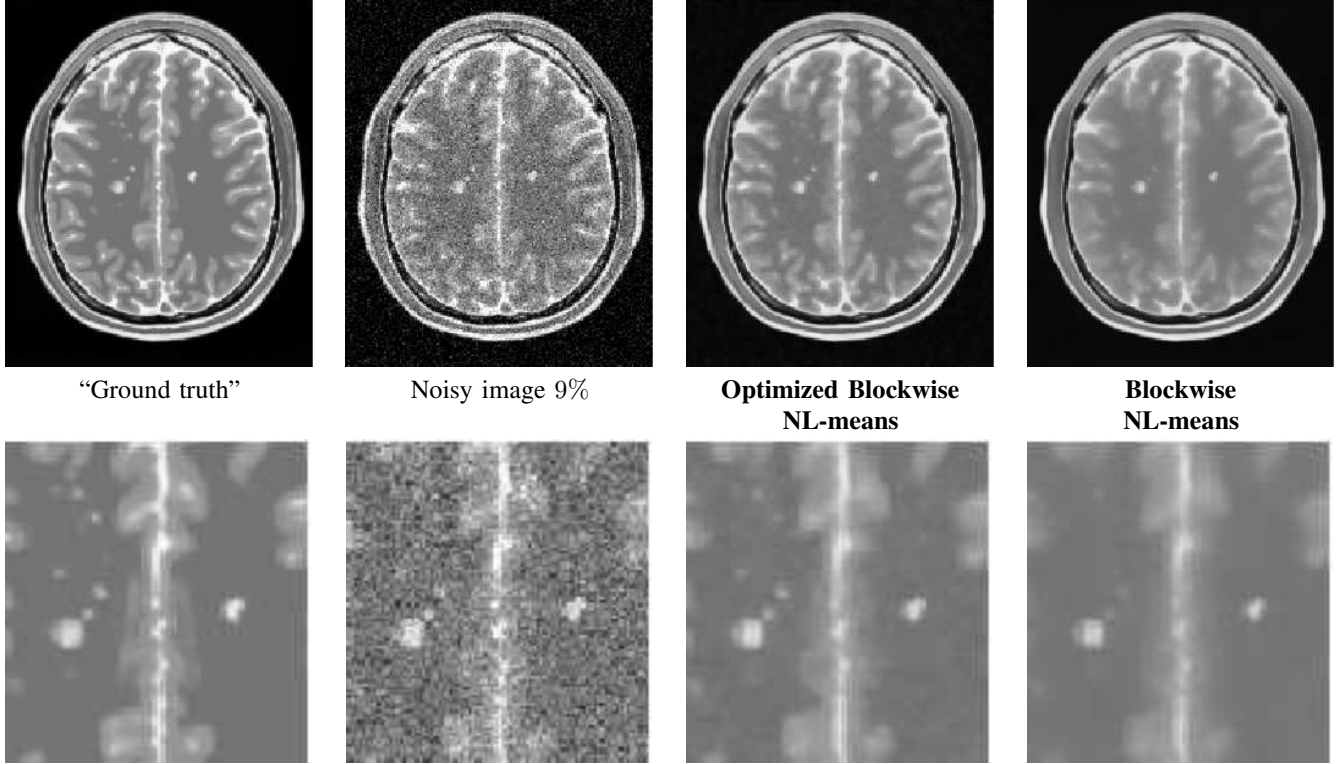 “Ground truth”
Noisy image 9%
Optimized Blockwise
NL-means
Blockwise
NL-means